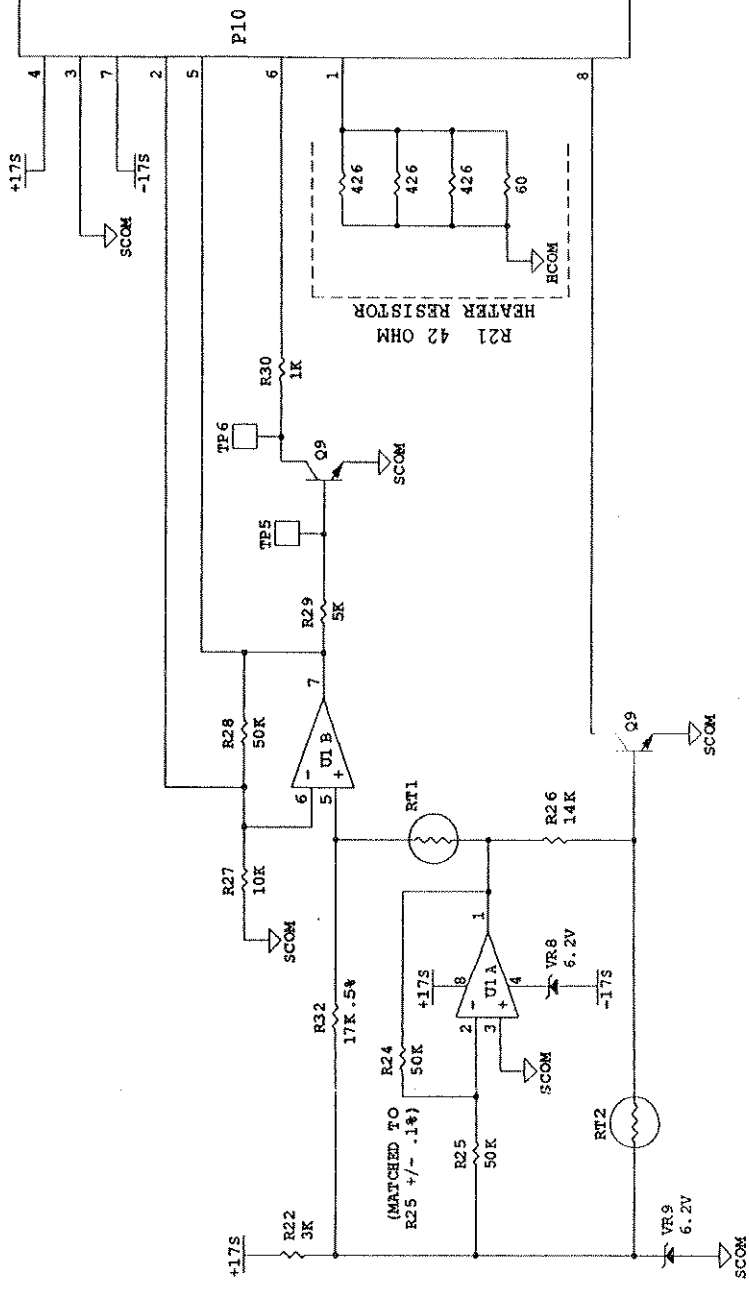 +17S
R22
3K
VR9
6.2V
SCOM
(MATCHED TO
R25 +/- .1%)
R24
50K
R25
50K
R32
17K .5%
+17S
2
3
8
4
1
-
+
U1 A
SCOM
VR8
6.2V
-17S
RT2
RT1
R26
14K
Q9
SCOM
SCOM
R27
10K
R28
50K
6
5
7
-
+
U1 B
R29
5K
TP5
TP6
Q9
SCOM
R30
1K
R21 42 OHM
HEATER RESISTOR
426
426
426
60
HCOM
+17S
SCOM
-17S
4
3
7
2
5
6
1
8
P10